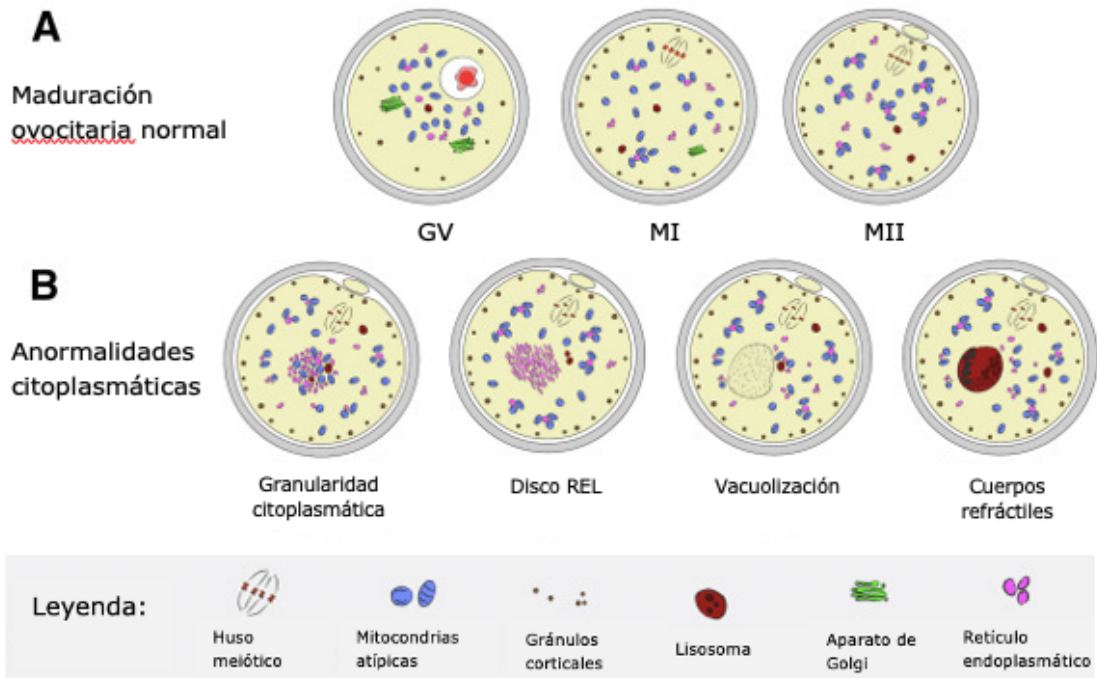 A
Maduración
ovocitaria normal
GV
MI
MII
B
Anormalidades
citoplasmáticas
Granularidad
citoplasmática
Disco REL
Vacuolización
Cuerpos
refráctiles
Leyenda:
Huso
meiótico
Mitocondrias
atípicas
Gránulos
corticales
Lisosoma
Aparato de
Golgi
Retículo
endoplasmático